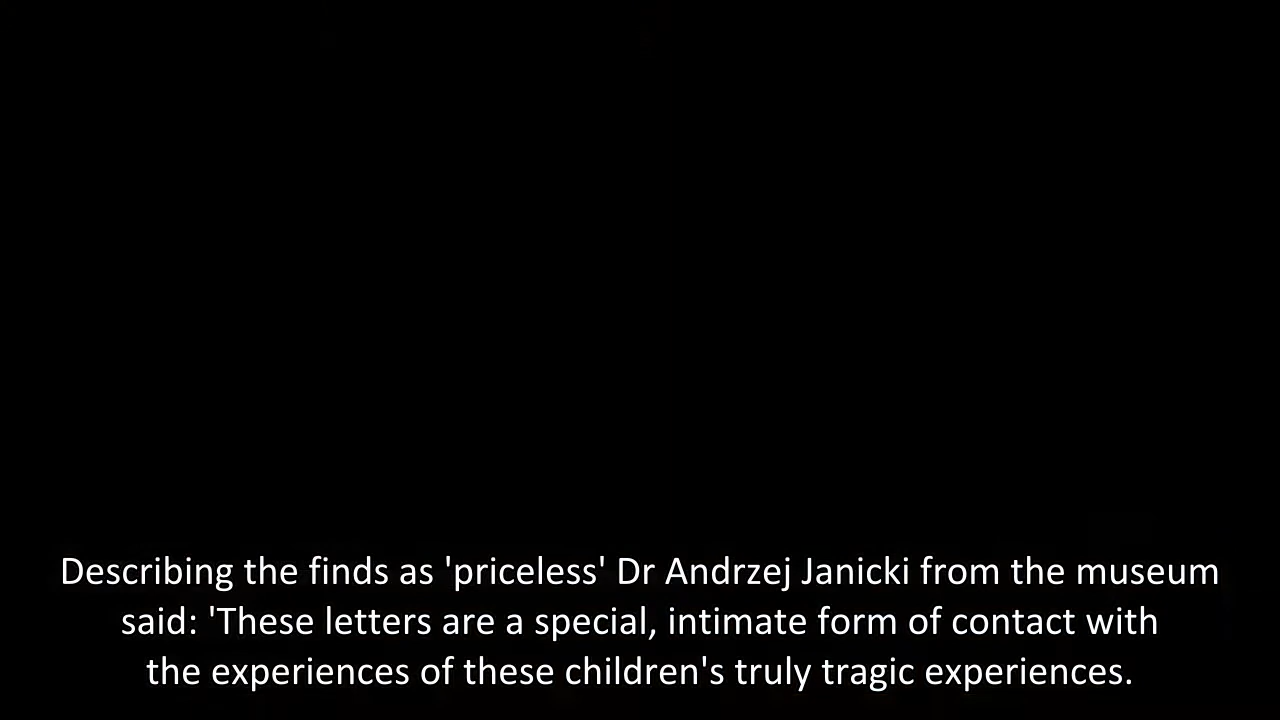 Describing the finds as 'priceless' Dr Andrzej Janicki from the museum
said: 'These letters are a special, intimate form of contact with
the experiences of these children's truly tragic experiences.